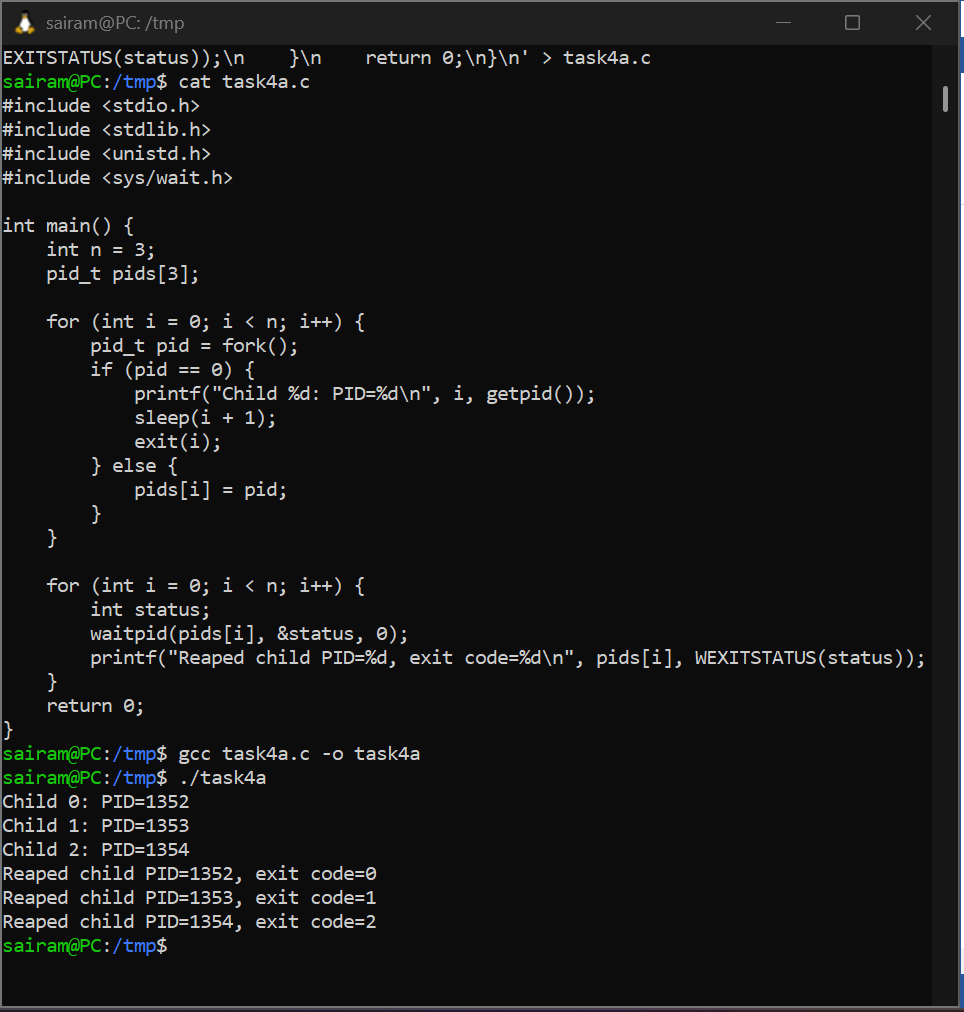 sairam@PC: /tmp
EXITSTATUS(status));\n    }\n    return 0;\n}\n' > task4a.c
sairam@PC:/tmp$ cat task4a.c
#include <stdio.h>
#include <stdlib.h>
#include <unistd.h>
#include <sys/wait.h>

int main() {
    int n = 3;
    pid_t pids[3];

    for (int i = 0; i < n; i++) {
        pid_t pid = fork();
        if (pid == 0) {
            printf("Child %d: PID=%d\n", i, getpid());
            sleep(i + 1);
            exit(i);
        } else {
            pids[i] = pid;
        }
    }

    for (int i = 0; i < n; i++) {
        int status;
        waitpid(pids[i], &status, 0);
        printf("Reaped child PID=%d, exit code=%d\n", pids[i], WEXITSTATUS(status));
    }
    return 0;
}
sairam@PC:/tmp$ gcc task4a.c -o task4a
sairam@PC:/tmp$ ./task4a
Child 0: PID=1352
Child 1: PID=1353
Child 2: PID=1354
Reaped child PID=1352, exit code=0
Reaped child PID=1353, exit code=1
Reaped child PID=1354, exit code=2
sairam@PC:/tmp$